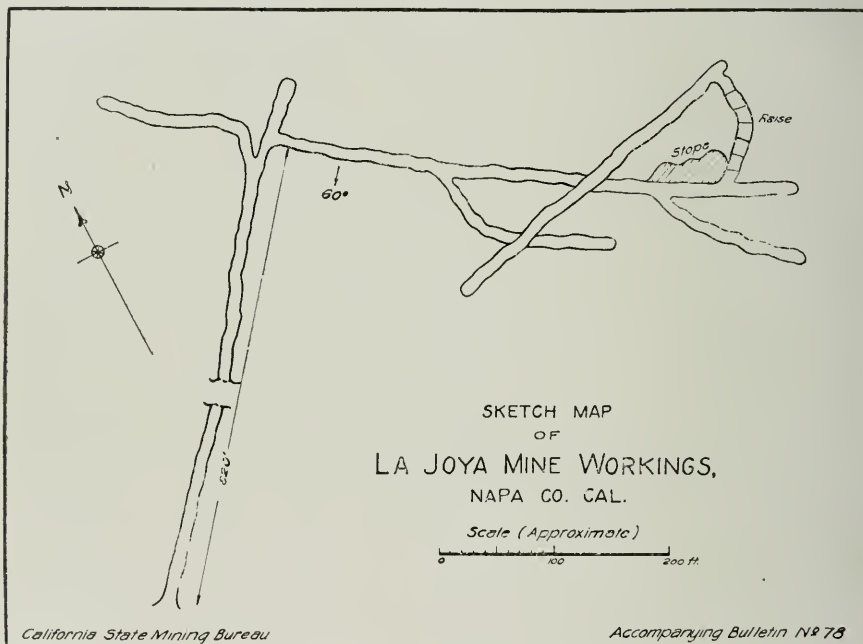 Raise
Stope
N
60°
620'
SKETCH MAP
OF
LA JOYA MINE WORKINGS,
NAPA CO. CAL.
Scale (Approximate)
0 100 200 ft.
California State Mining Bureau
Accompanying Bulletin Nº 78